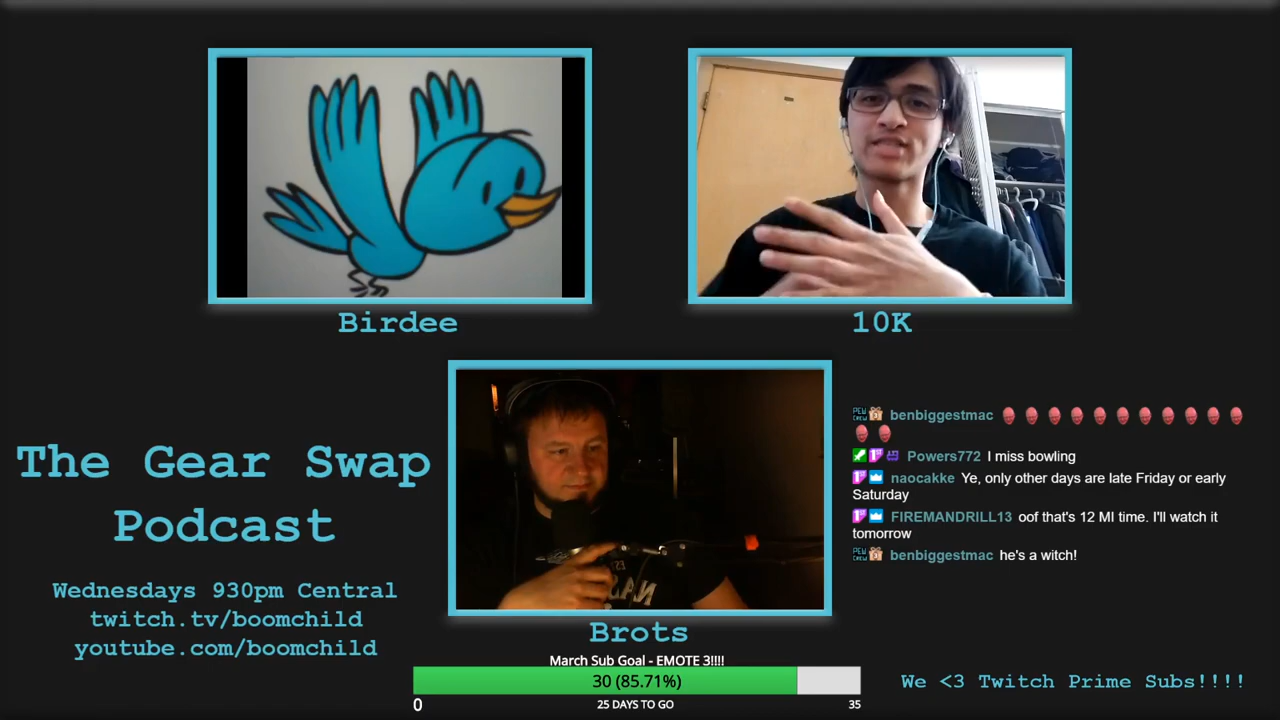 Birdee
10K
The Gear Swap
Podcast
Wednesdays 930pm Central
twitch.tv/boomchild
youtube.com/boomchild
Brots
benbiggestmac
Powers772 I miss bowling
naocakke Ye, only other days are late Friday or early
Saturday
FIREMANDRILL13 oof that's 12 MI time. I'll watch it
tomorrow
benbiggestmac he's a witch!
March Sub Goal - EMOTE 3!!!!
30 (85.71%)
0
25 DAYS TO GO
35
We <3 Twitch Prime Subs!!!!